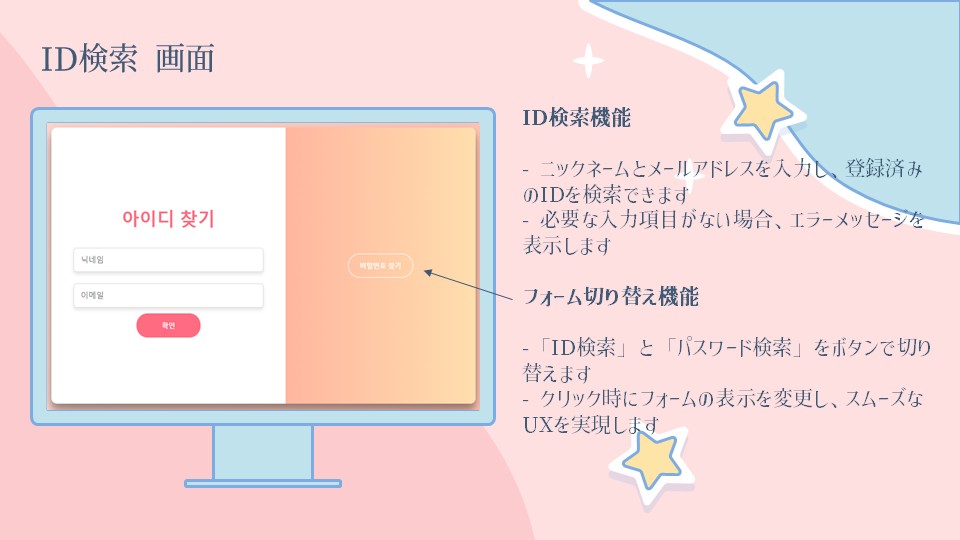 ID検索 画面
아이디 찾기
닉네임
이메일
확인
비밀번호 찾기
ID検索機能
- ニックネームとメールアドレスを入力し、登録済み
のIDを検索できます
- 必要な入力項目がない場合、エラーメッセージを
表示します
フォーム切り替え機能
-「ID検索」と「パスワード検索」をボタンで切り
替えます
- クリック時にフォームの表示を変更し、スムーズな
UXを実現します